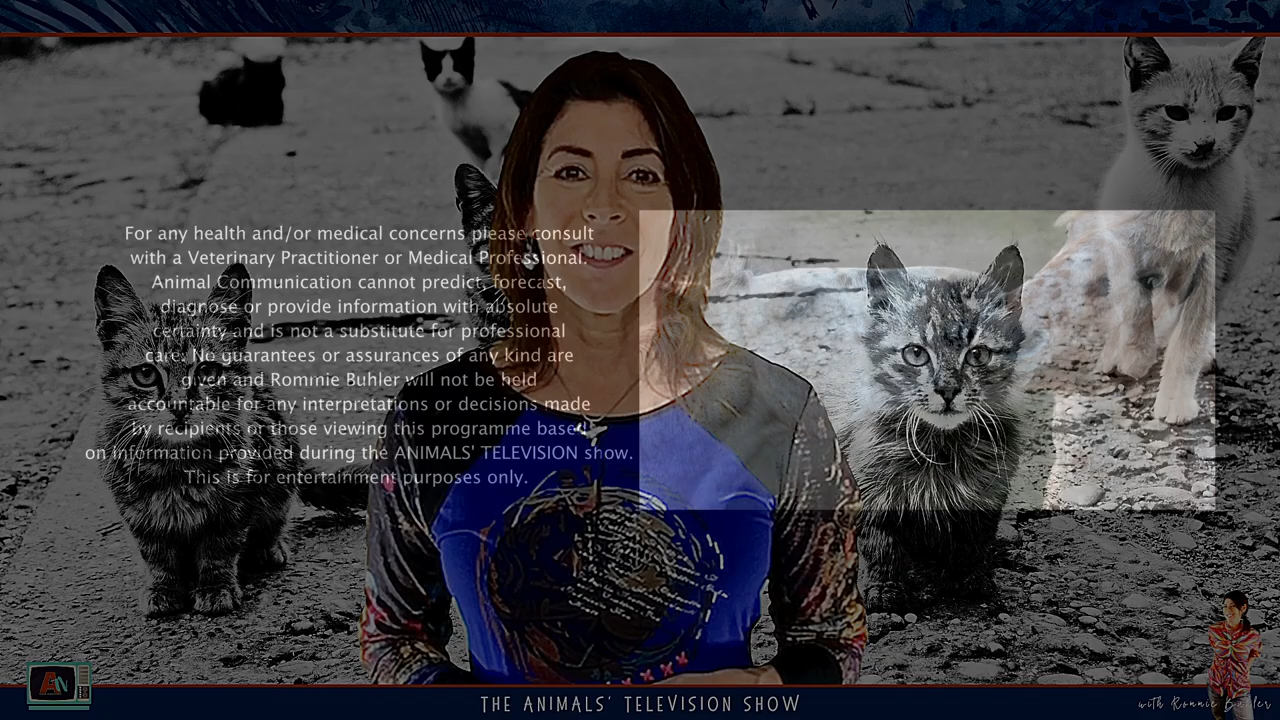 For any health and/or medical concerns please consult
with a Veterinary Practitioner or Medical Professional.
Animal Communication cannot predict, forecast,
diagnose or provide information with absolute
certainty and is not a substitute for professional
care. No guarantees or assurances of any kind are
given and Rommie Buhler will not be held
accountable for any interpretations or decisions made
by recipients or those viewing this programme based
on information provided during the ANIMALS' TELEVISION show.
This is for entertainment purposes only.
AN
THE ANIMALS' TELEVISION SHOW
with Rommie Buhler